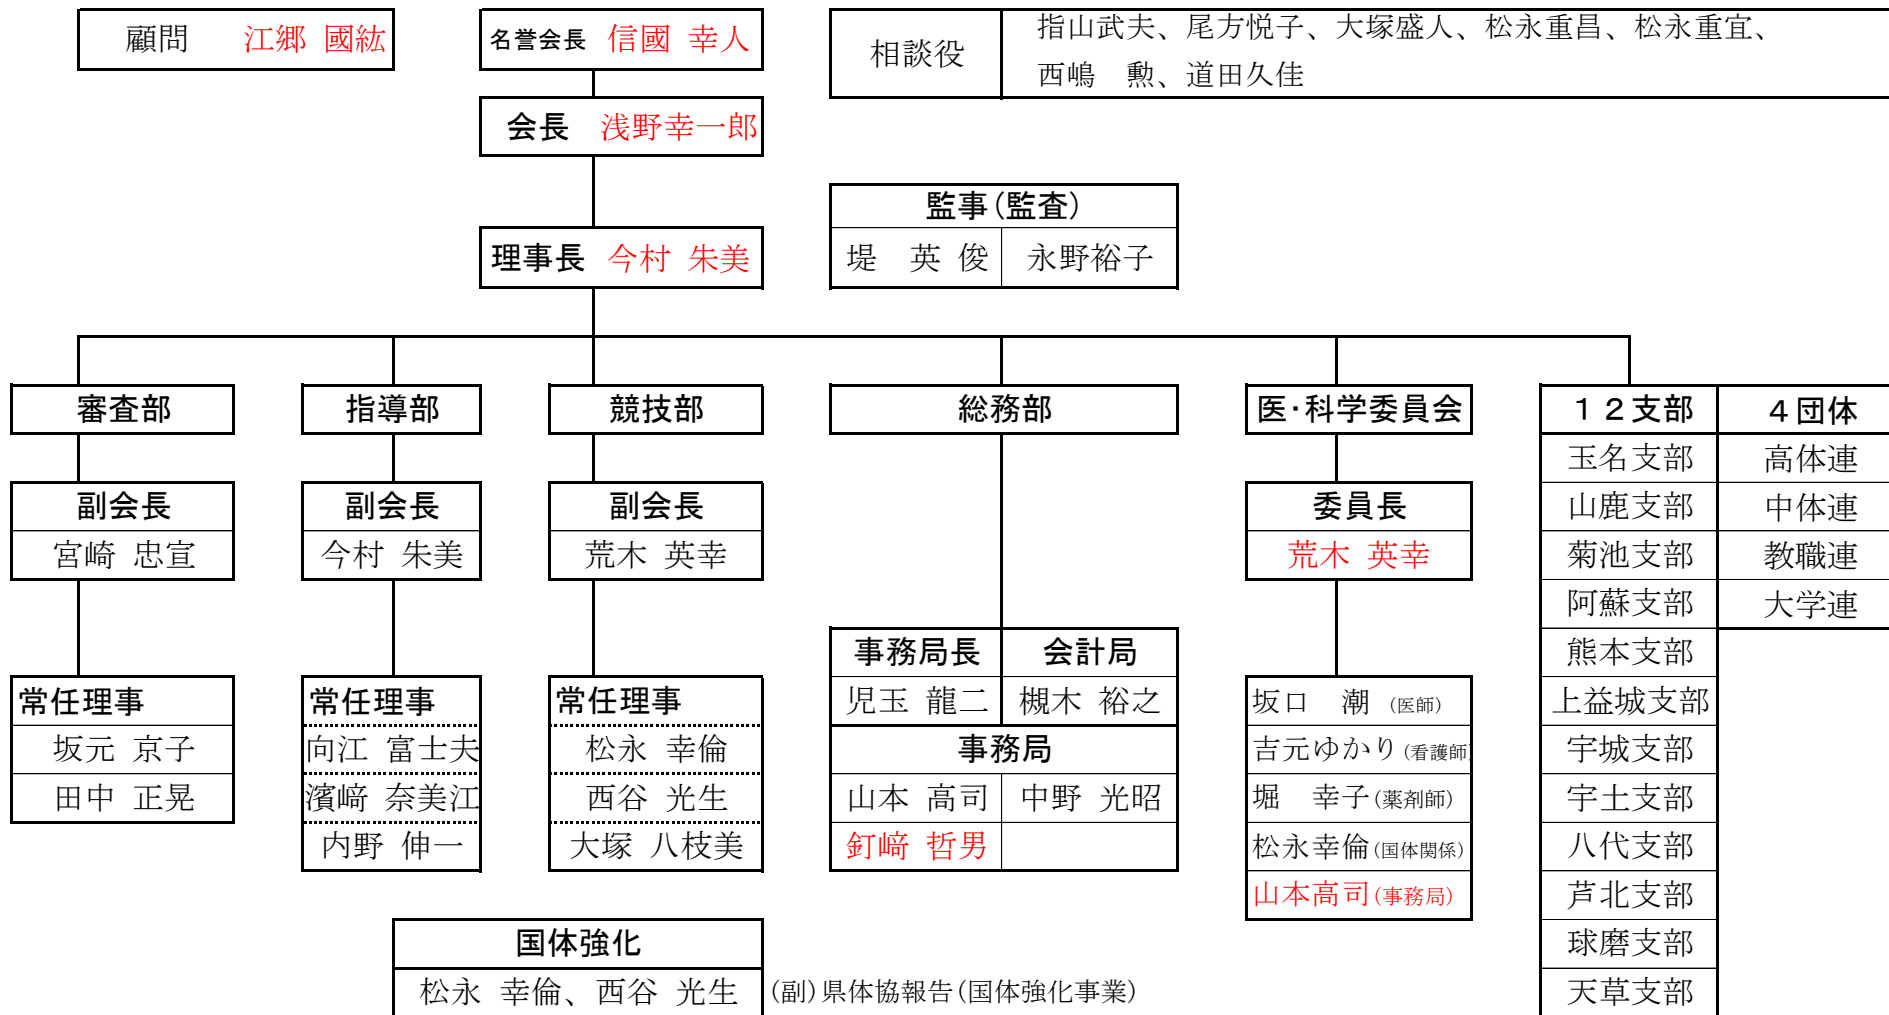 顧問 江郷 國紘
名誉会長 信國 幸人
相談役
指山武夫、尾方悦子、大塚盛人、松永重昌、松永重宜、
西嶋 勲、道田久佳
会長 浅野幸一郎
理事長 今村 朱美
監事(監査)
堤 英 俊 永野裕子
審査部
副会長
宮崎 忠宣
常任理事
坂元 京子
田中 正晃
指導部
副会長
今村 朱美
常任理事
向江 富士夫
濱﨑 奈美江
内野 伸一
競技部
副会長
荒木 英幸
常任理事
松永 幸倫
西谷 光生
大塚 八枝美
総務部
事務局長 会計局
児玉 龍二 槻木 裕之
事務局
山本 高司 中野 光昭
釘﨑 哲男
医・科学委員会
委員長
荒木 英幸
坂口 潮 (医師)
吉元ゆかり(看護師)
堀 幸子(薬剤師)
松永幸倫(国体関係)
山本高司(事務局)
12支部 4団体
玉名支部 高体連
山鹿支部 中体連
菊池支部 教職連
阿蘇支部 大学連
熊本支部
上益城支部
宇城支部
宇土支部
八代支部
芦北支部
球磨支部
天草支部
国体強化
松永 幸倫、西谷 光生 (副)県体協報告(国体強化事業)